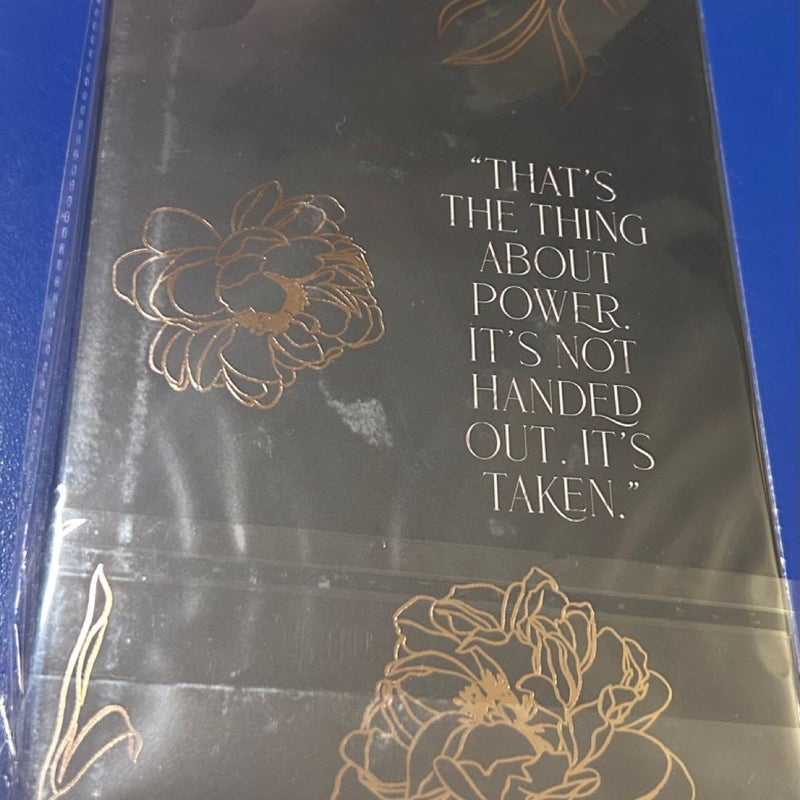 “THAT’S
THE THING
ABOUT
POWER.
IT’S NOT
HANDED
OUT. IT’S
TAKEN.”